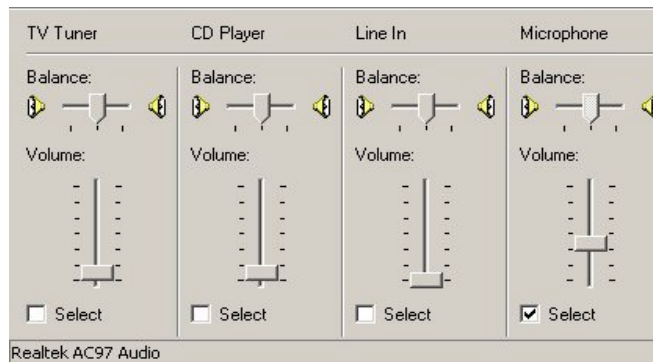 TV Tuner CD Player Line In Microphone
Balance: Balance: Balance: Balance:
Volume: Volume: Volume: Volume:
Select Select Select Select
Realtek AC97 Audio